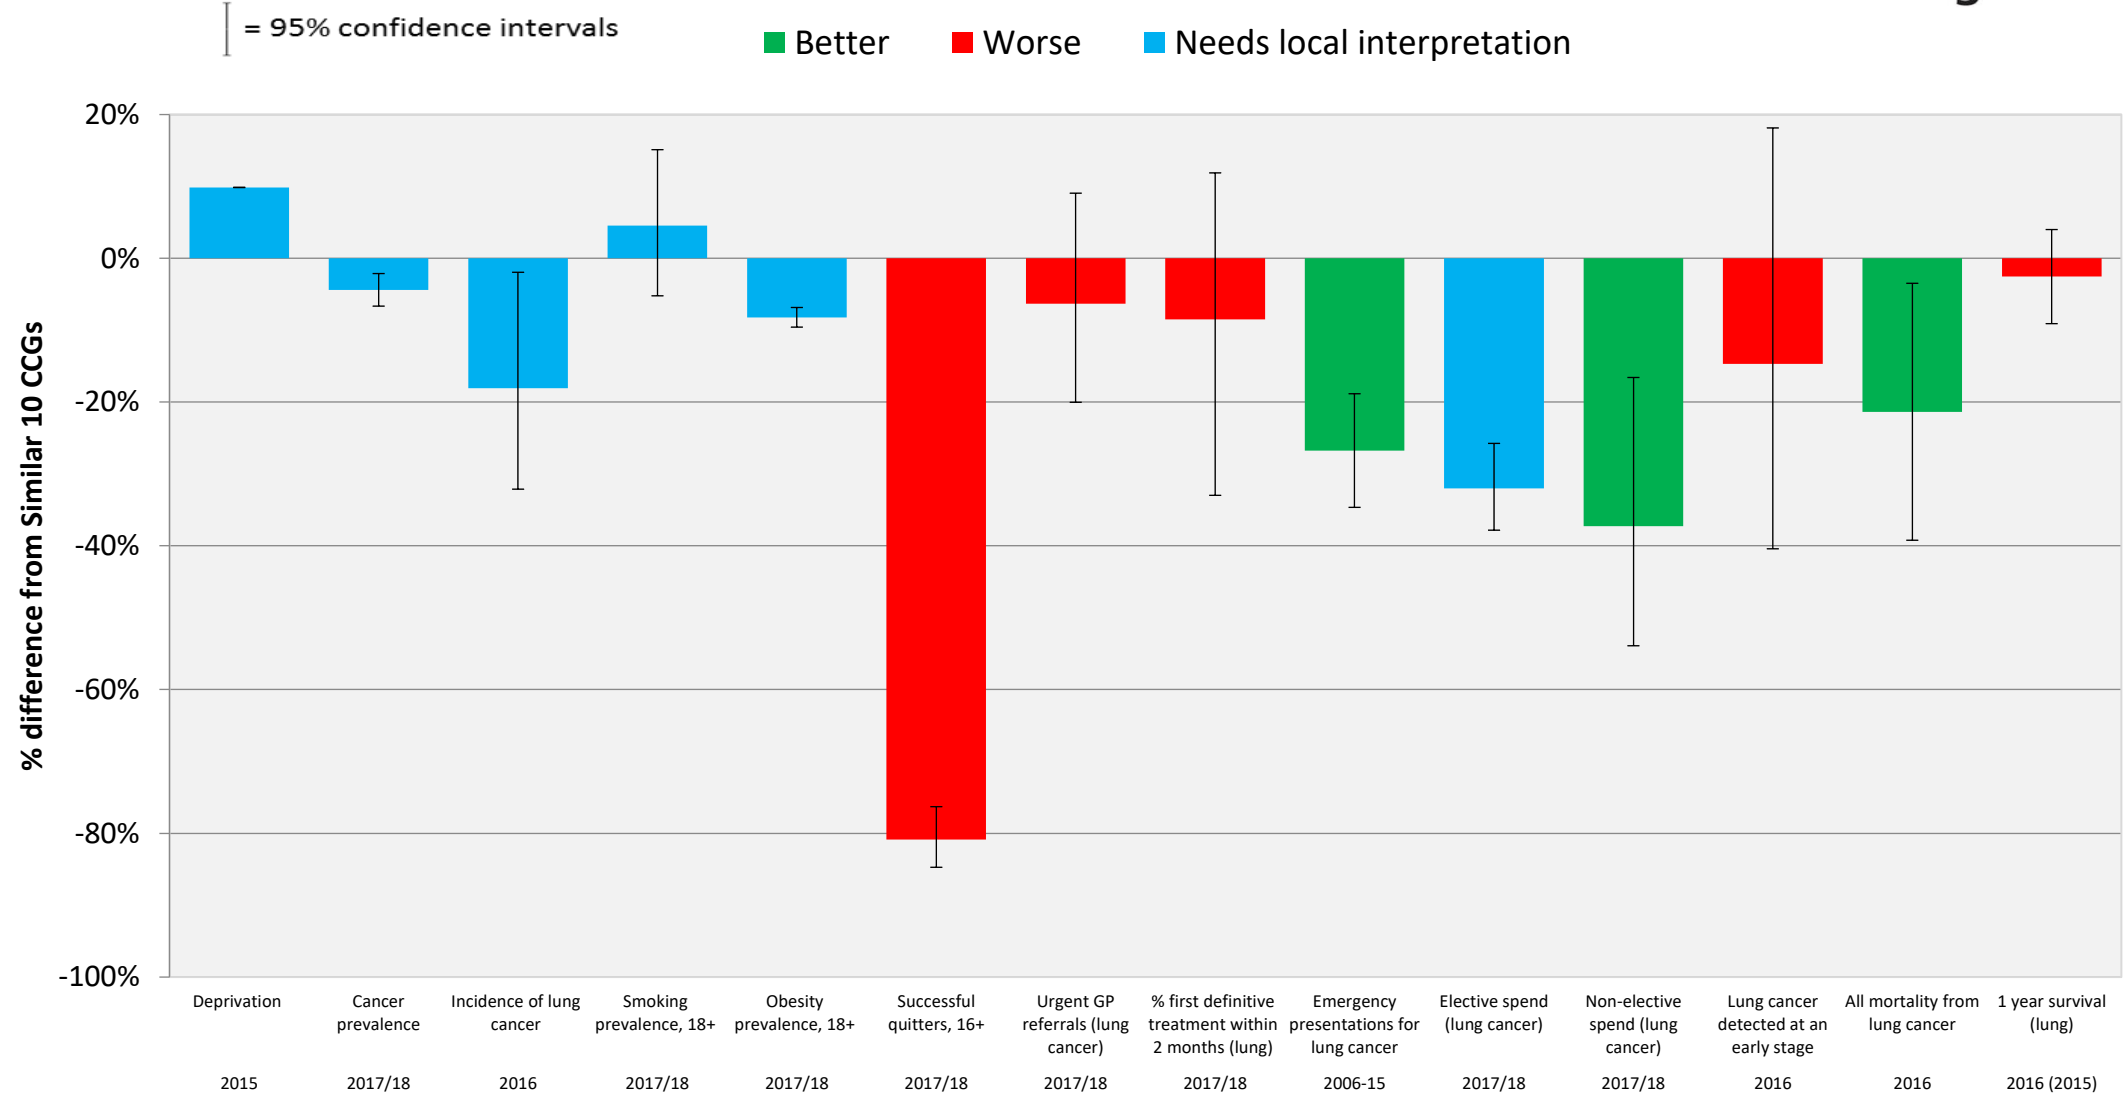 = 95% confidence intervals
Better Worse Needs local interpretation
20%
0%
-20%
-40%
-60%
-80%
-100%
% difference from Similar 10 CCGs
Deprivation
2015
Cancer
prevalence
2017/18
Incidence of lung
cancer
2016
Smoking
prevalence, 18+
2017/18
Obesity
prevalence, 18+
2017/18
Successful
quitters, 16+
2017/18
Urgent GP
referrals (lung
cancer)
2017/18
% first definitive
treatment within
2 months (lung)
2017/18
Emergency
presentations for
lung cancer
2006-15
Elective spend
(lung cancer)
2017/18
Non-elective
spend (lung
cancer)
2017/18
Lung cancer
detected at an
early stage
2016
All mortality from
lung cancer
2016
1 year survival
(lung)
2016 (2015)